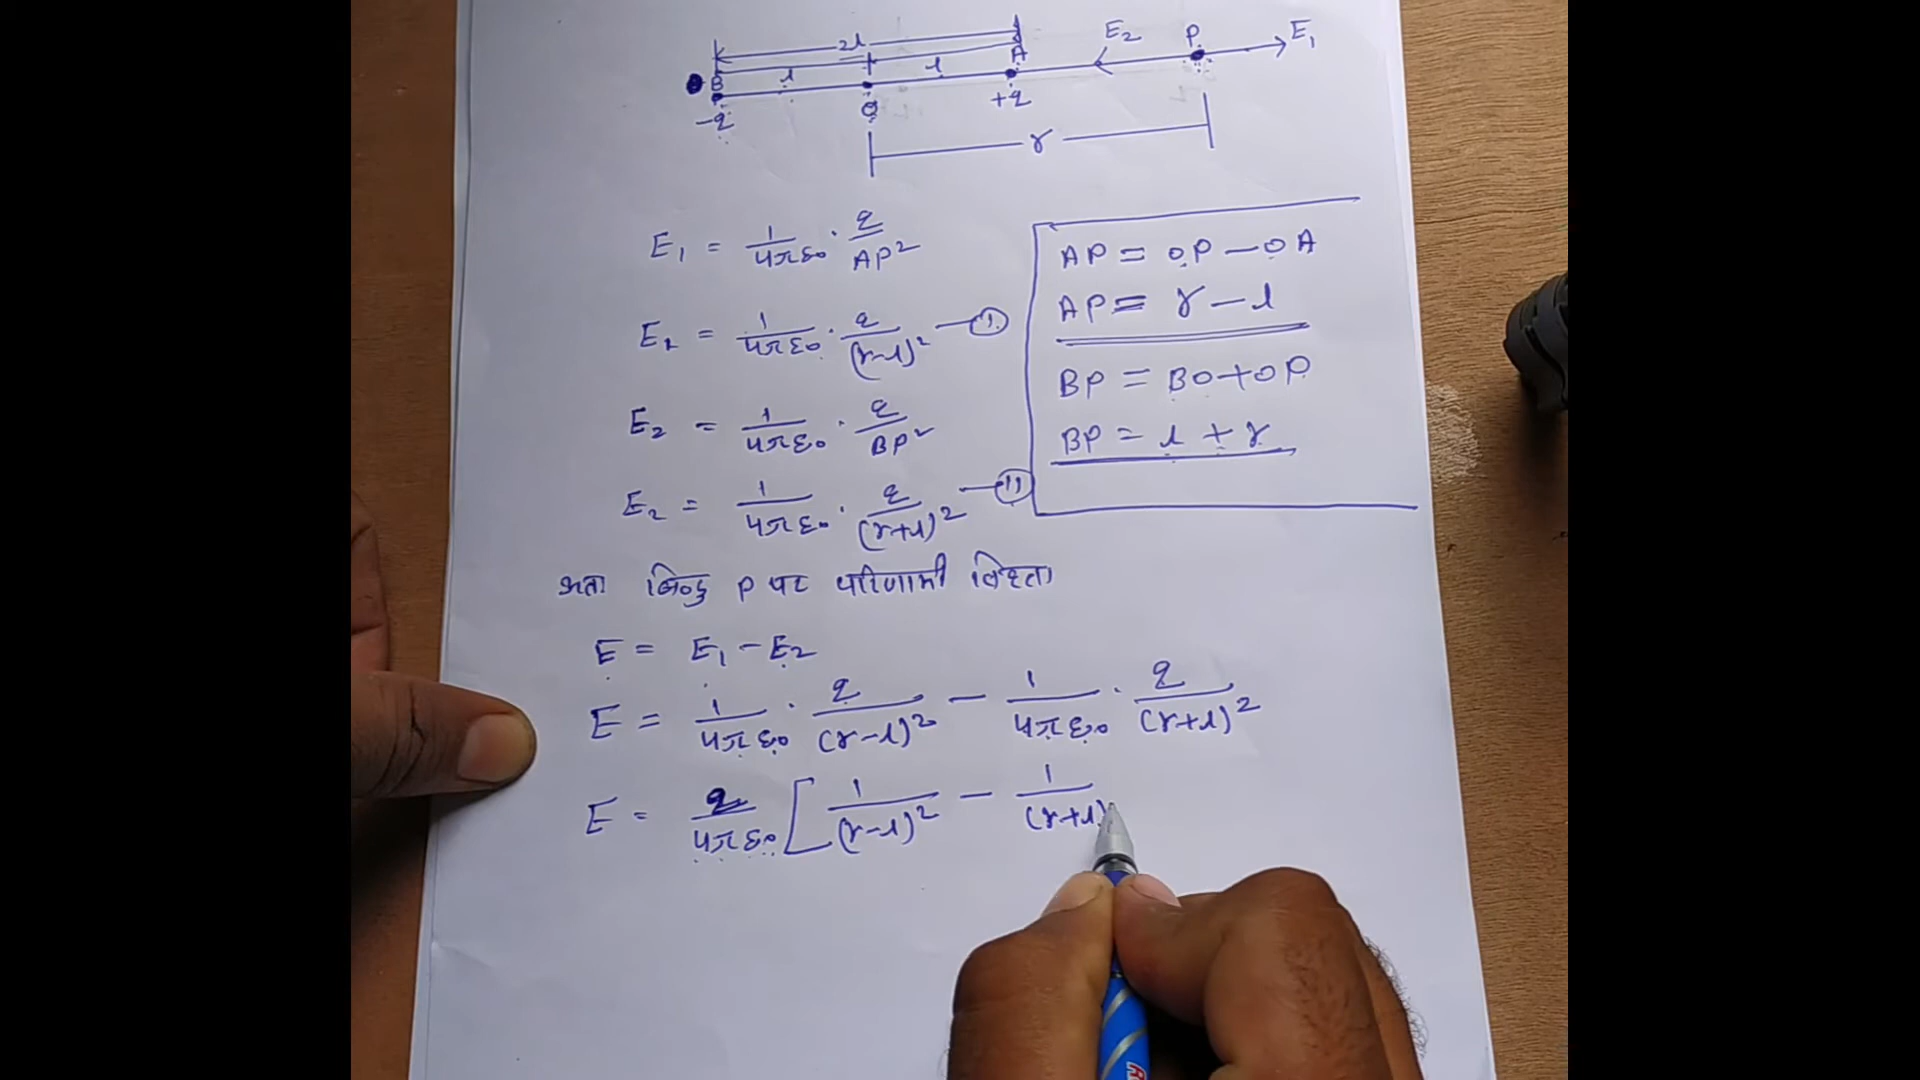 2l
l l
B O A E2 P E1
-q +q
r
E1 = 1/4πε0 · q/AP²
E1 = 1/4πε0 · q/(r-l)² —(1)
E2 = 1/4πε0 · q/BP²
E2 = 1/4πε0 · q/(r+l)² —(11)
AP = OP - OA
AP = r - l
BP = BO + OP
BP = l + r
अतः बिन्दु P पर परिणामी
E = E1 - E2
E = 1/4πε0 · q/(r-l)² - 1/4πε0 · q/(r+l)²
E = q/4πε0 [ 1/(r-l)² - 1/(r+l)